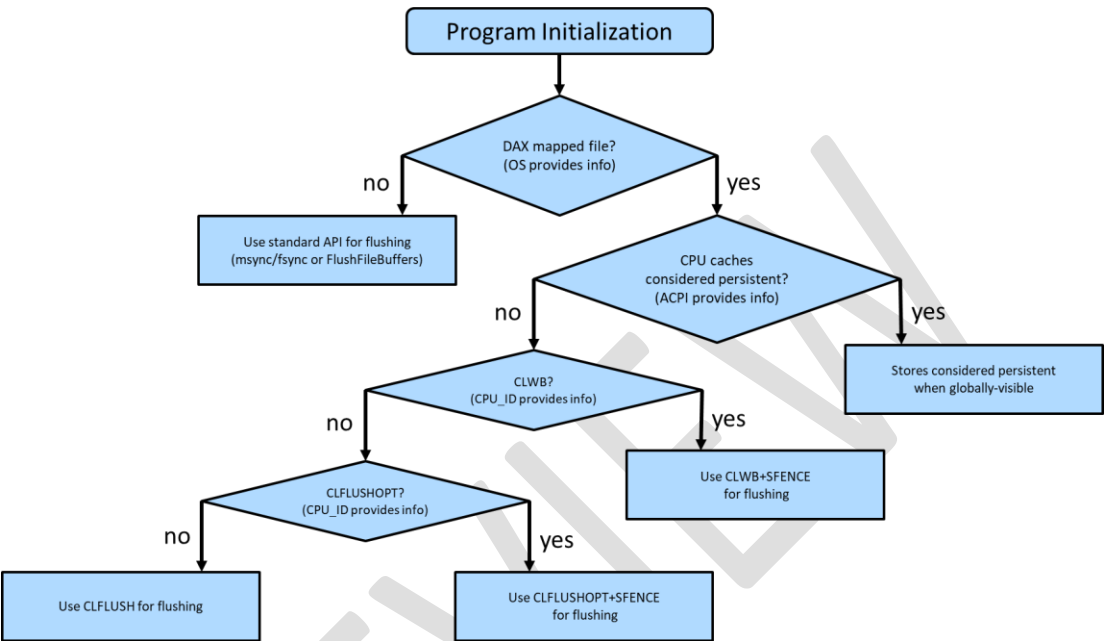 Program Initialization
DAX mapped file?
(OS provides info)
no
yes
Use standard API for flushing
(msync/fsync or FlushFileBuffers)
CPU caches
considered persistent?
(ACPI provides info)
no
yes
Stores considered persistent
when globally-visible
CLWB?
(CPU_ID provides info)
no
yes
Use CLWB+SFENCE
for flushing
CLFLUSHOPT?
(CPU_ID provides info)
no
yes
Use CLFLUSH for flushing
Use CLFLUSHOPT+SFENCE
for flushing
EVIEW